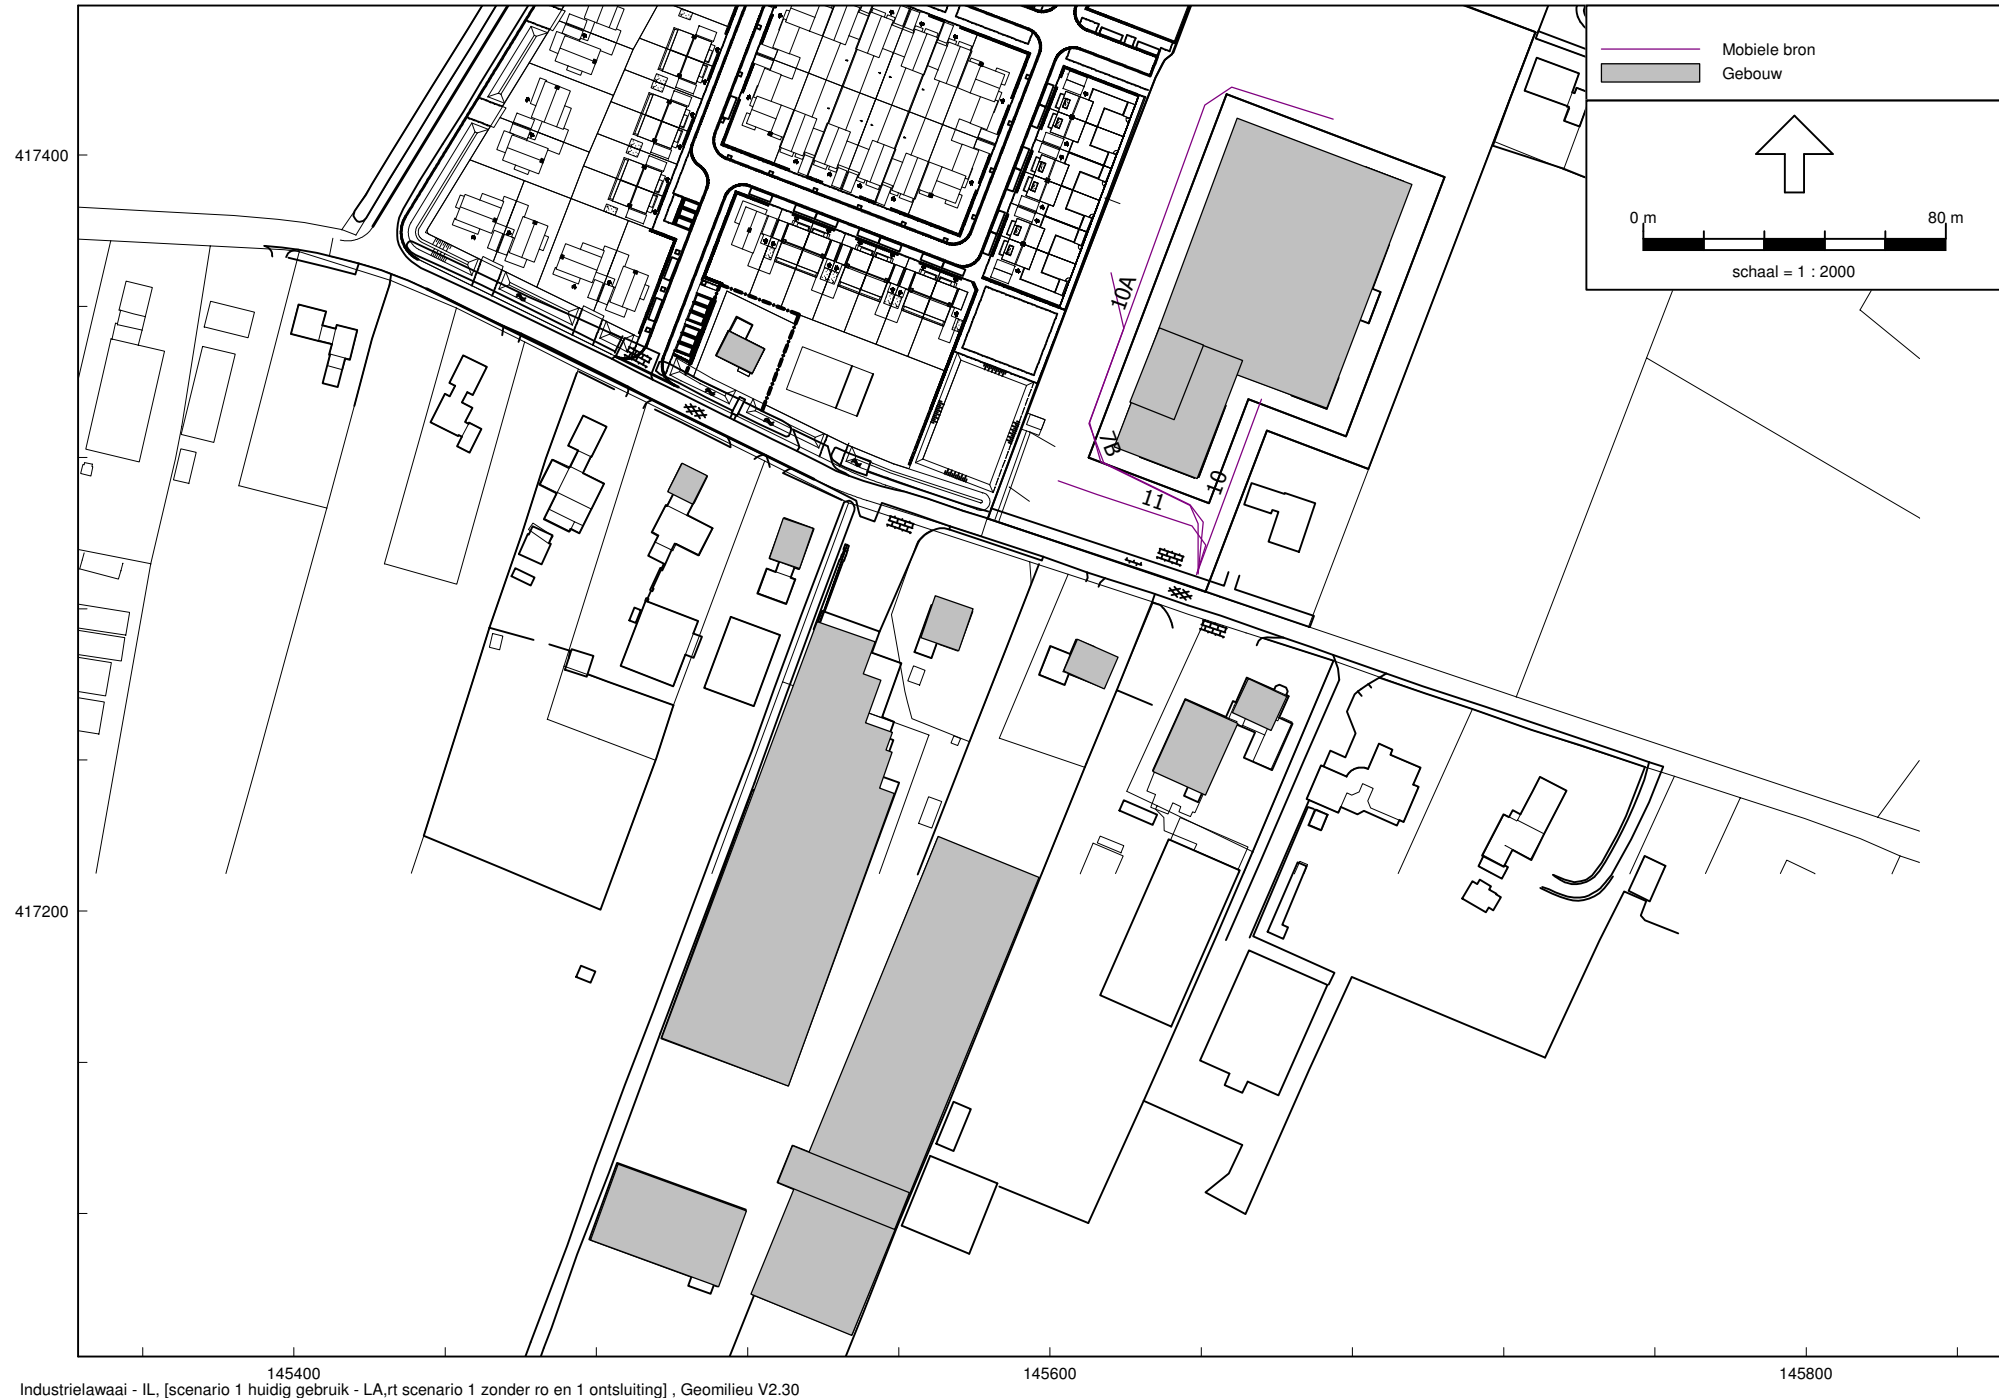 Mobiele bron
Gebouw
0 m
80 m
schaal = 1 : 2000
417400
10A
7B
10
11
417200
145400
145600
145800
Industrielawaai - IL, [scenario 1 huidig gebruik - LA,rt scenario 1 zonder ro en 1 ontsluiting] , Geomilieu V2.30